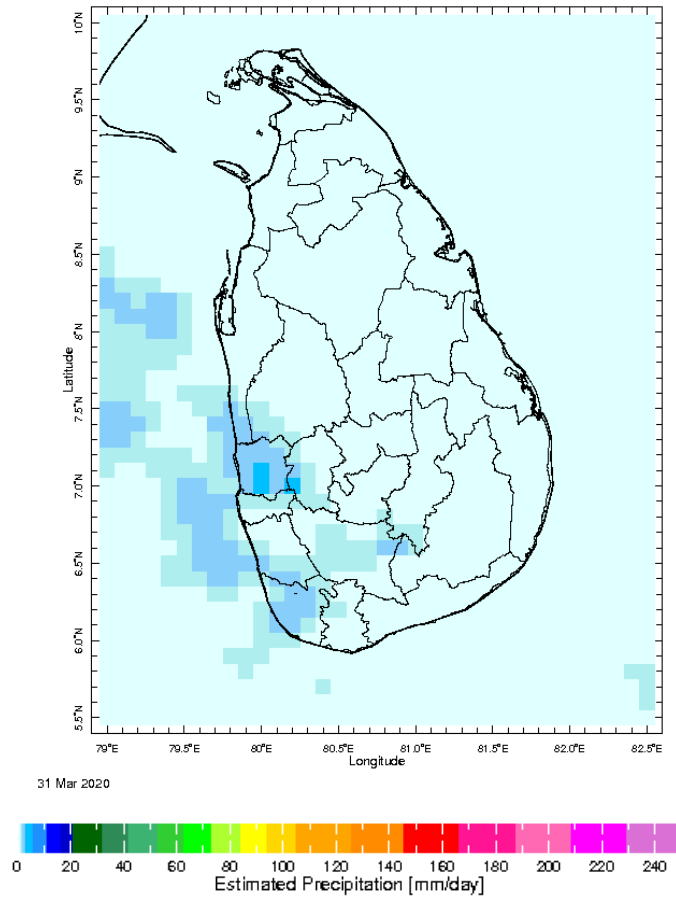 10°N
9.5°N
9°N
8.5°N
8°N
7.5°N
7.0°N
6.5°N
6.0°N
5.5°N
Latitude
79°E 79.5°E 80°E 80.5°E 81.0°E 81.5°E 82.0°E 82.5°E
Longitude
31 Mar 2020
0 20 40 60 80 100 120 140 160 180 200 220 240
Estimated Precipitation [mm/day]